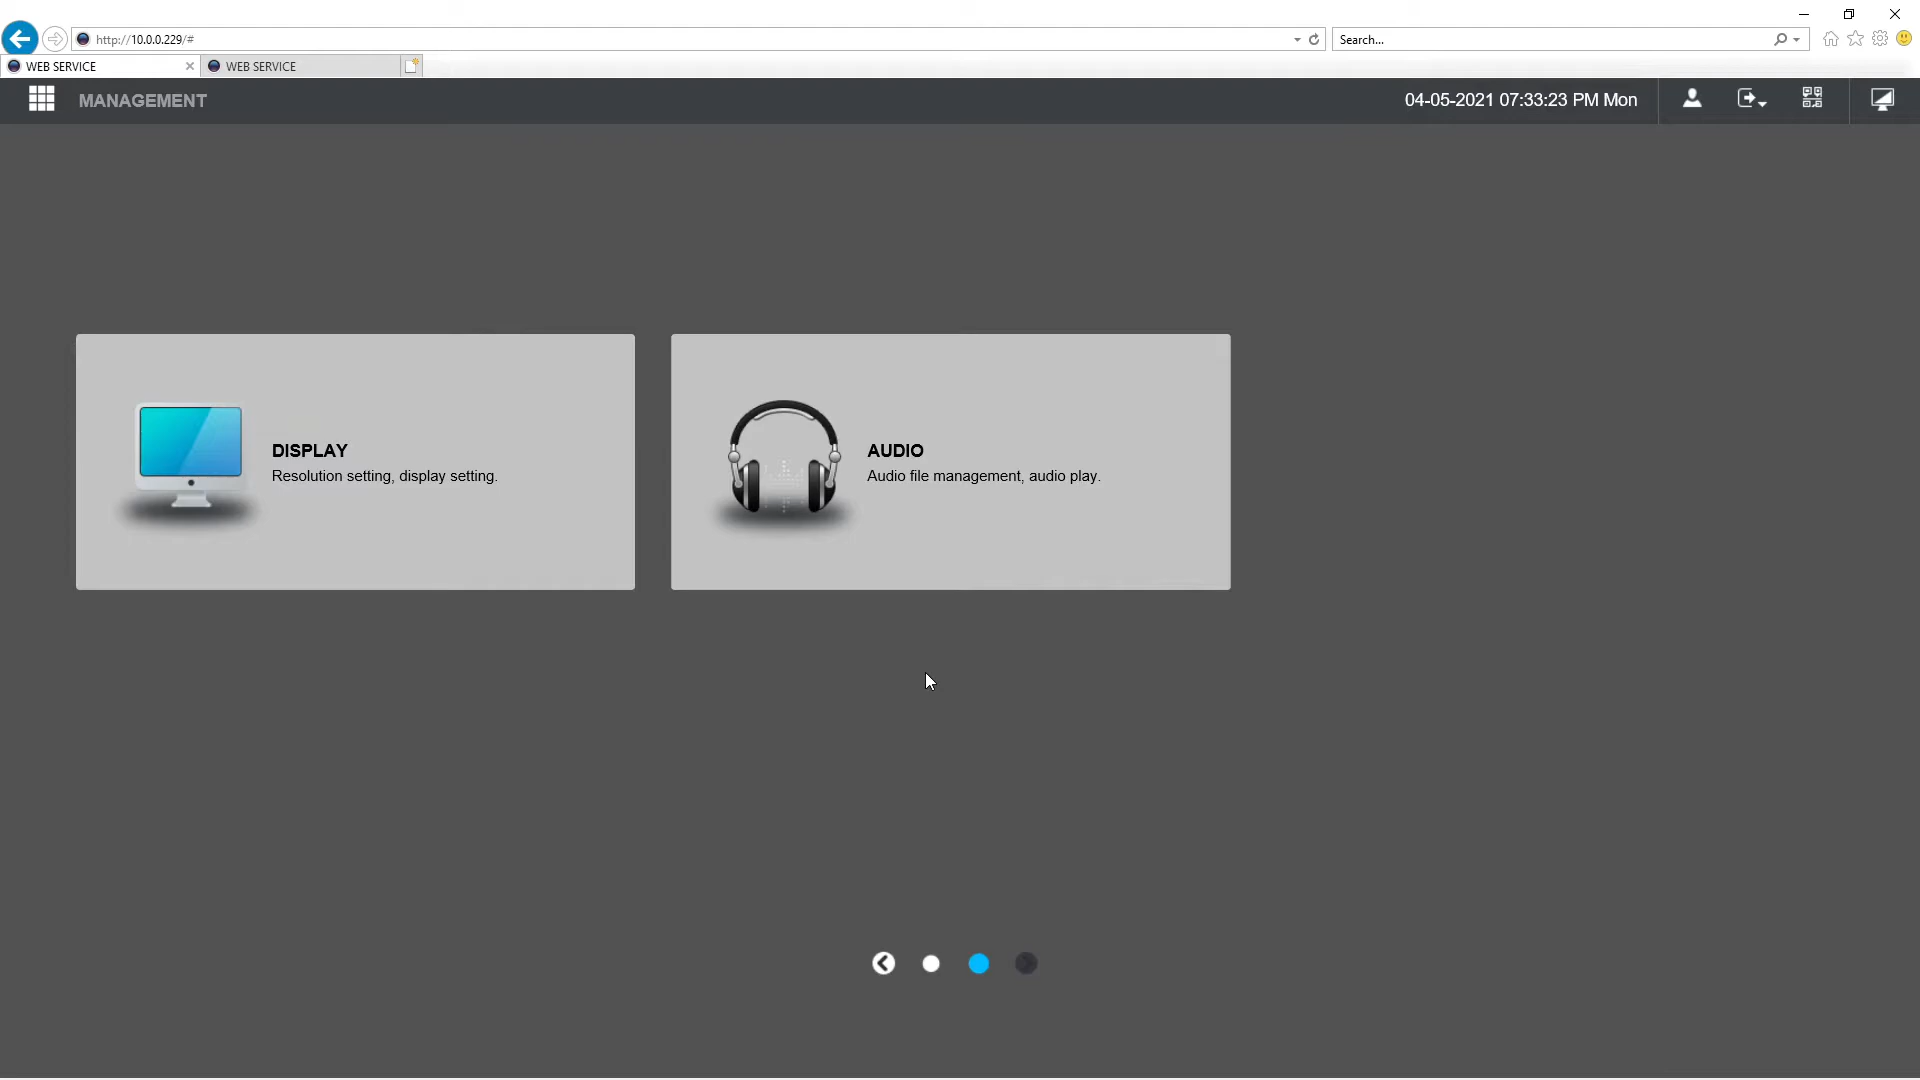 http://10.0.0.229/#
Search...
WEB SERVICE
WEB SERVICE
MANAGEMENT
04-05-2021 07:33:23 PM Mon
DISPLAY
Resolution setting, display setting.
AUDIO
Audio file management, audio play.